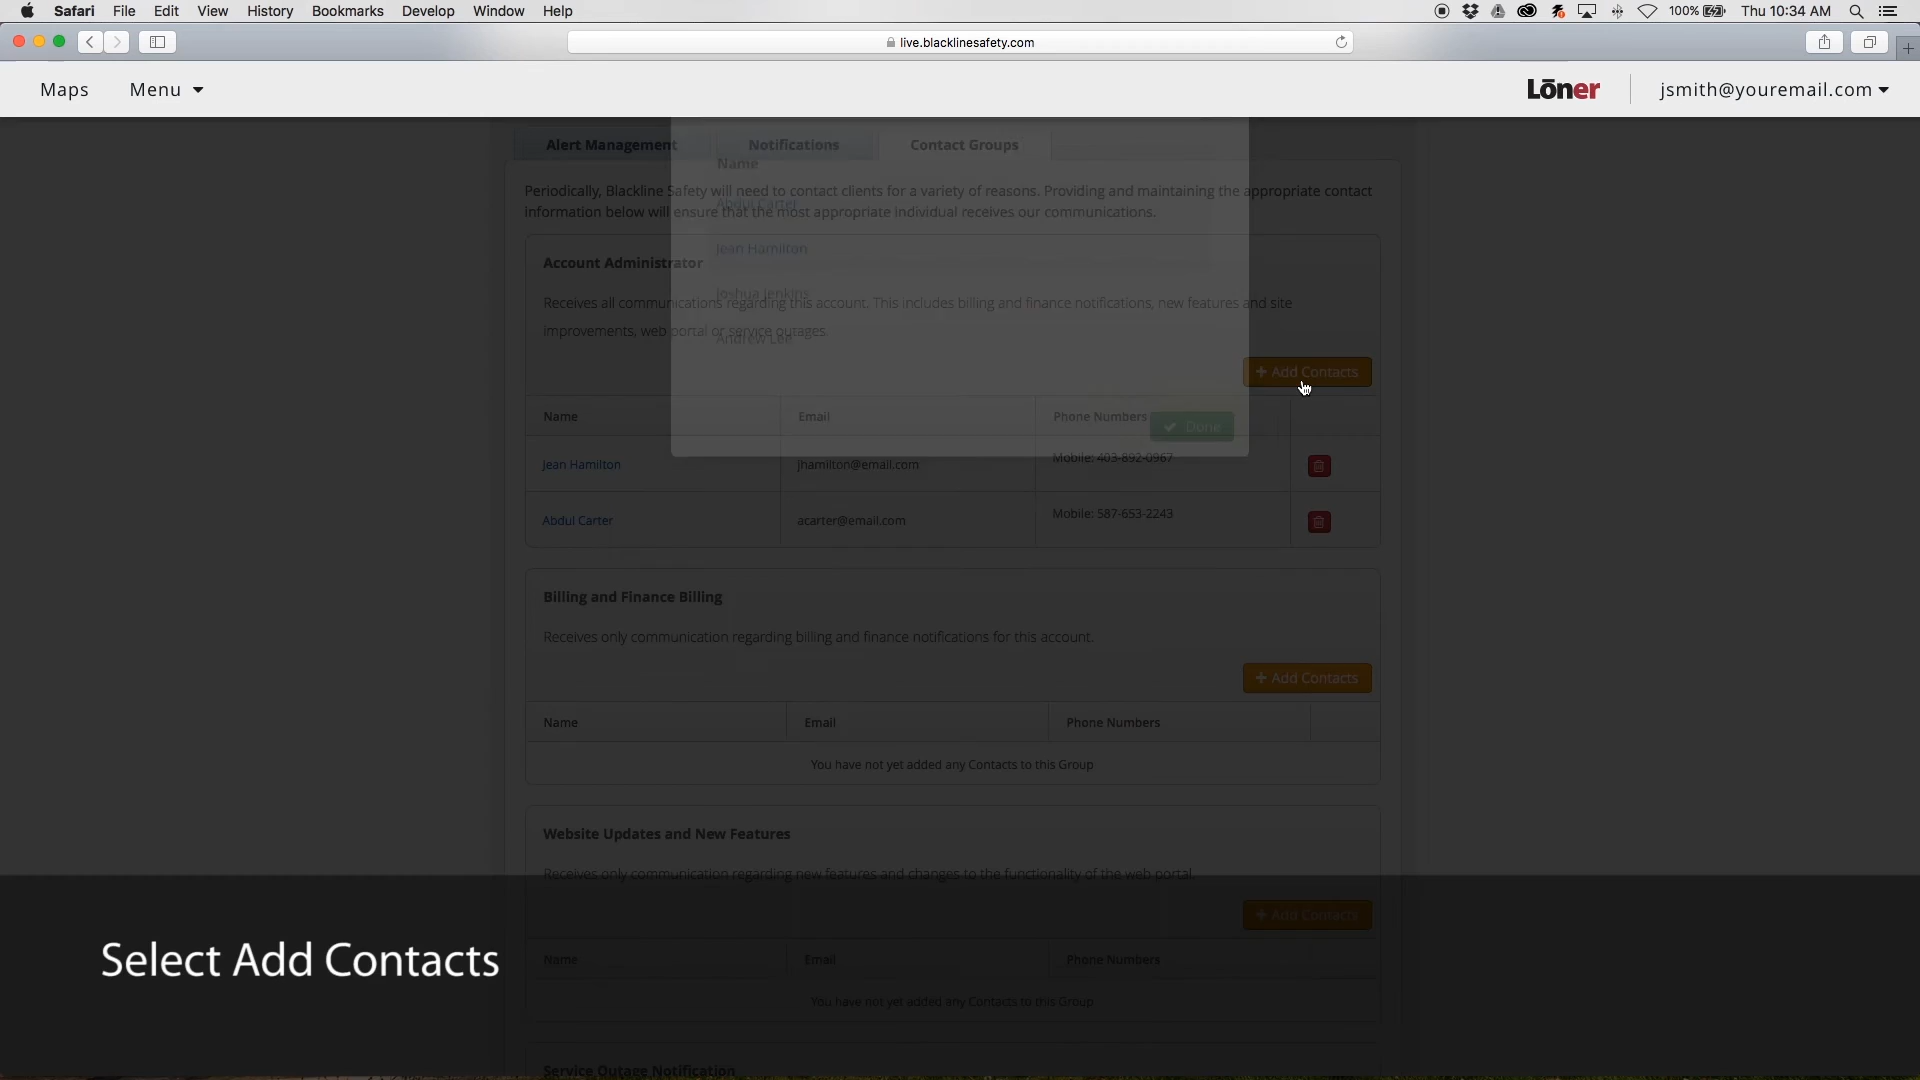 Safari File Edit View History Bookmarks Develop Window Help 100% Thu 10:34 AM
live.blacklinesafety.com
Maps Menu Lōner jsmith@youremail.com
Alert Management Notifications Contact Groups
Name
Periodically, Blackline Safety will need to contact clients for a variety of reasons. Providing and maintaining the appropriate contact
Abdul Carter
information below will ensure that the most appropriate individual receives our communications.
Jean Hamilton
Account Administrator
Joshua Jenkins
Receives all communications regarding this account. This includes billing and finance notifications, new features and site
improvements, web portal or service outages.
Andrew Lee
+ Add Contacts
Name Email Phone Numbers
Done
Jean Hamilton jhamilton@email.com Mobile: 403-892-0967
Abdul Carter acarter@email.com Mobile: 587-653-2243
Billing and Finance Billing
Receives only communication regarding billing and finance notifications for this account.
+ Add Contacts
Name Email Phone Numbers
You have not yet added any Contacts to this Group
Website Updates and New Features
Receives only communication regarding new features and changes to the functionality of the web portal.
+ Add Contacts
Select Add Contacts
Name Email Phone Numbers
You have not yet added any Contacts to this Group
Service Outage Notification